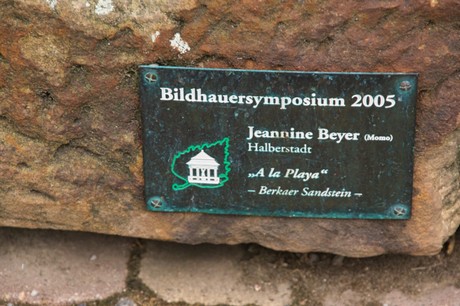 Bildhauersymposium 2005
Jeannine Beyer (Momo)
Halberstadt
„A la Playa“
– Berkaer Sandstein –